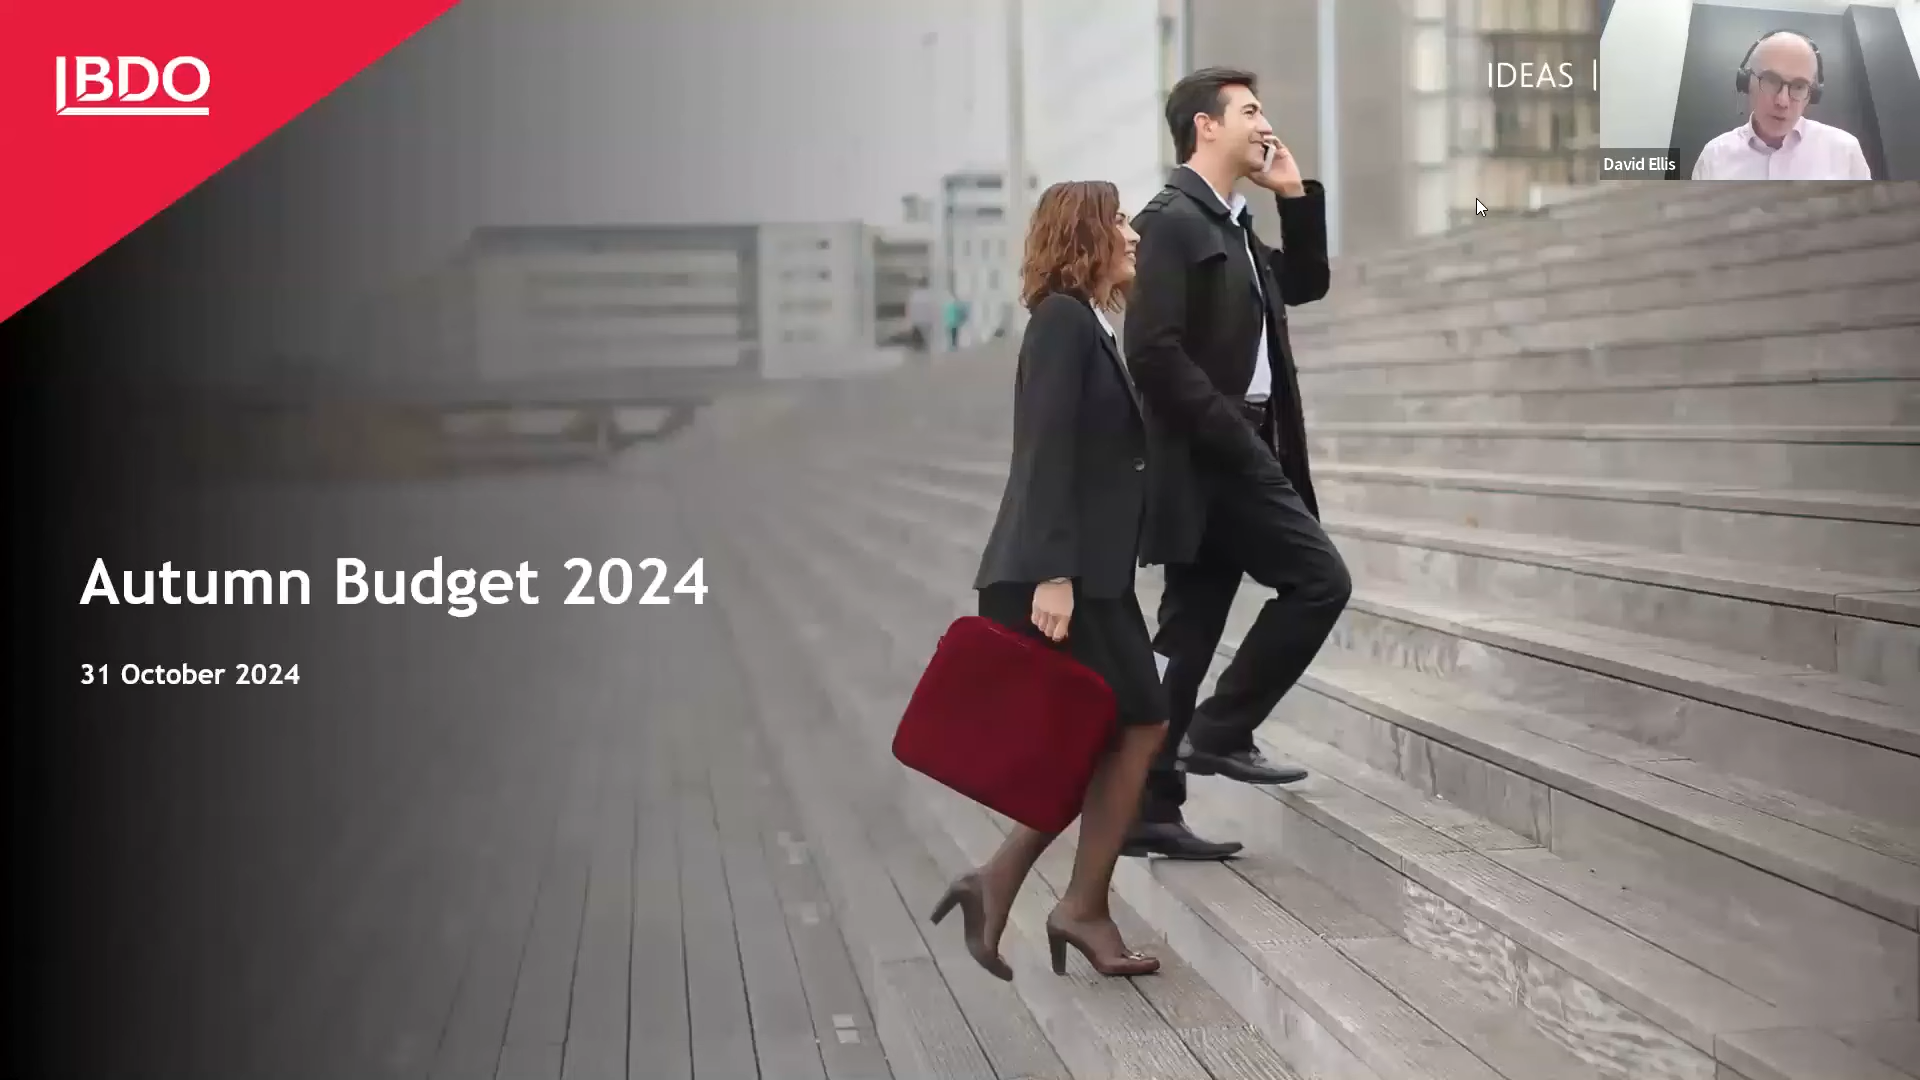 BDO
IDEAS |
David Ellis
Autumn Budget 2024
31 October 2024